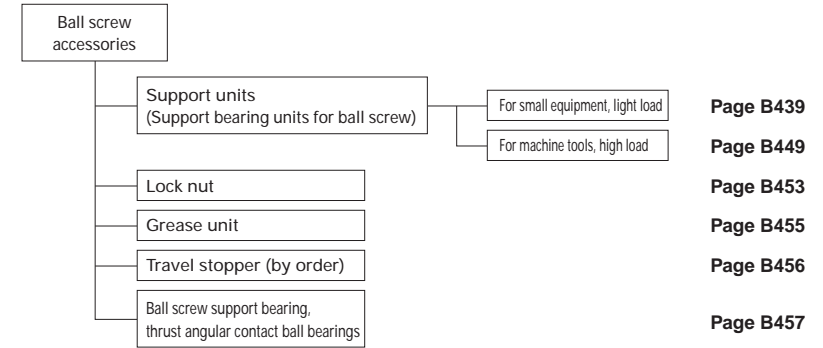 Ball screw
accessories
Support units
(Support bearing units for ball screw)
For small equipment, light load
Page B439
For machine tools, high load
Page B449
Lock nut
Page B453
Grease unit
Page B455
Travel stopper (by order)
Page B456
Ball screw support bearing,
thrust angular contact ball bearings
Page B457